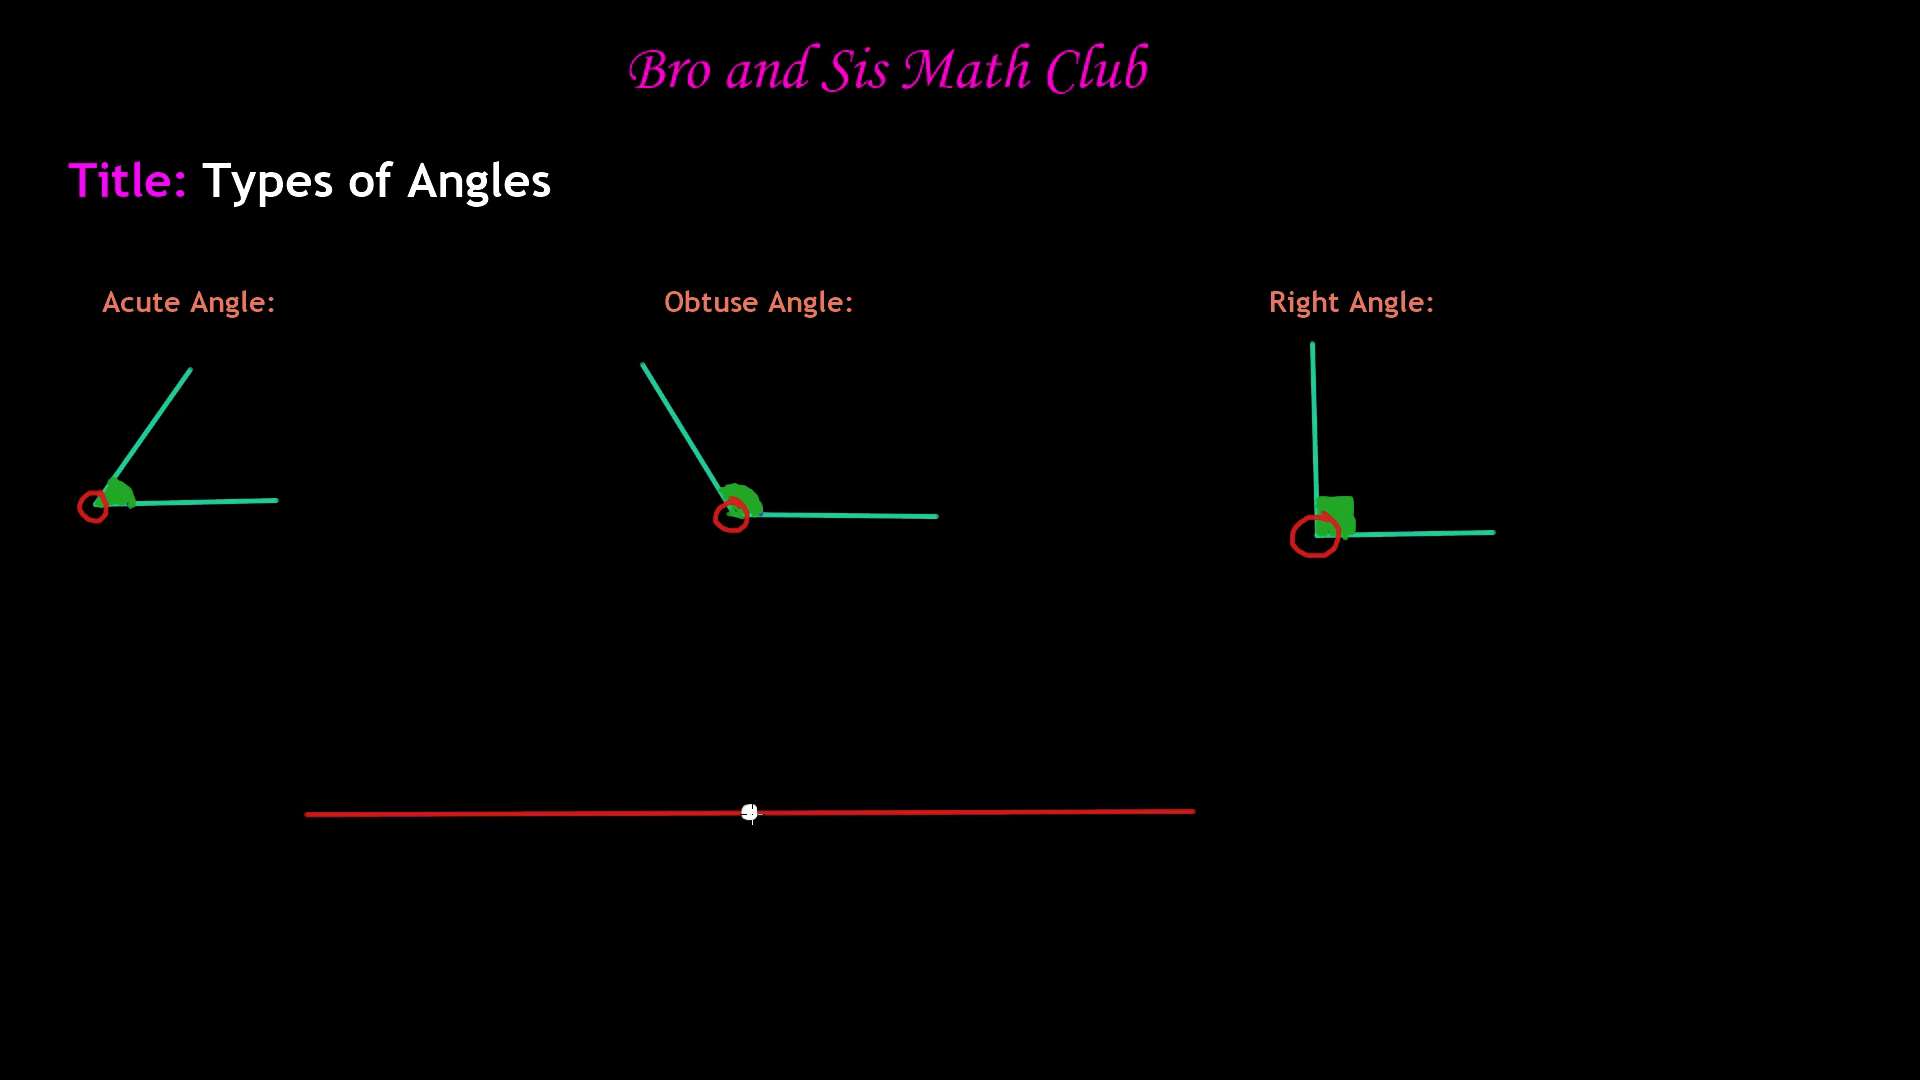 Bro and Sis Math Club
Title: Types of Angles
Acute Angle:
Obtuse Angle:
Right Angle: